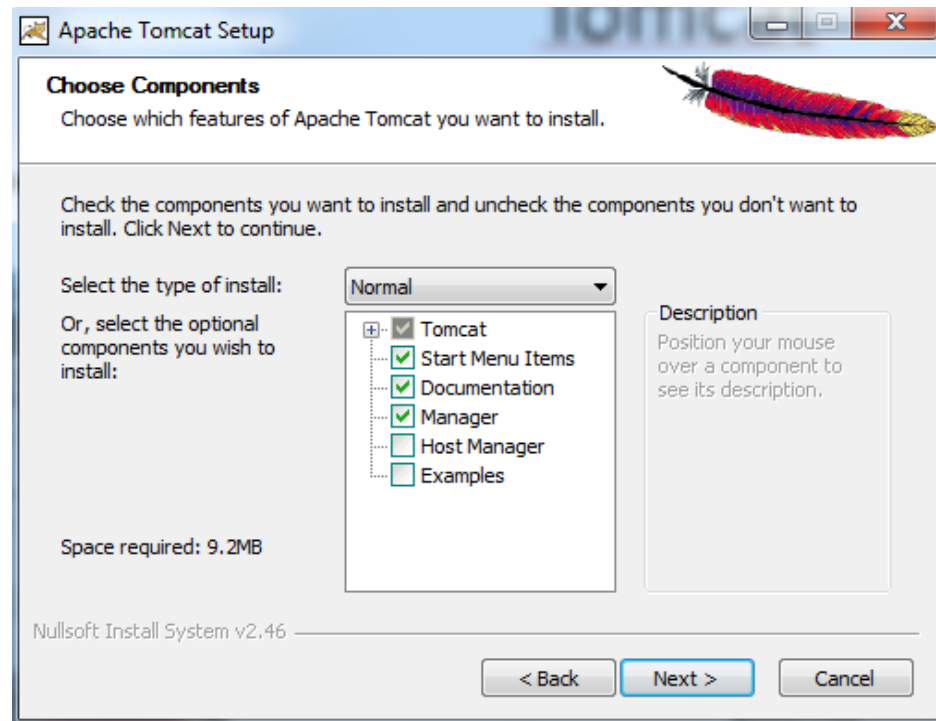 Tomcat
Apache Tomcat Setup
Choose Components
Choose which features of Apache Tomcat you want to install.
Check the components you want to install and uncheck the components you don't want to
install. Click Next to continue.
Select the type of install:
Normal
Or, select the optional
components you wish to
install:
Tomcat
Start Menu Items
Documentation
Manager
Host Manager
Examples
Description
Position your mouse
over a component to
see its description.
Space required: 9.2MB
Nullsoft Install System v2.46
< Back
Next >
Cancel